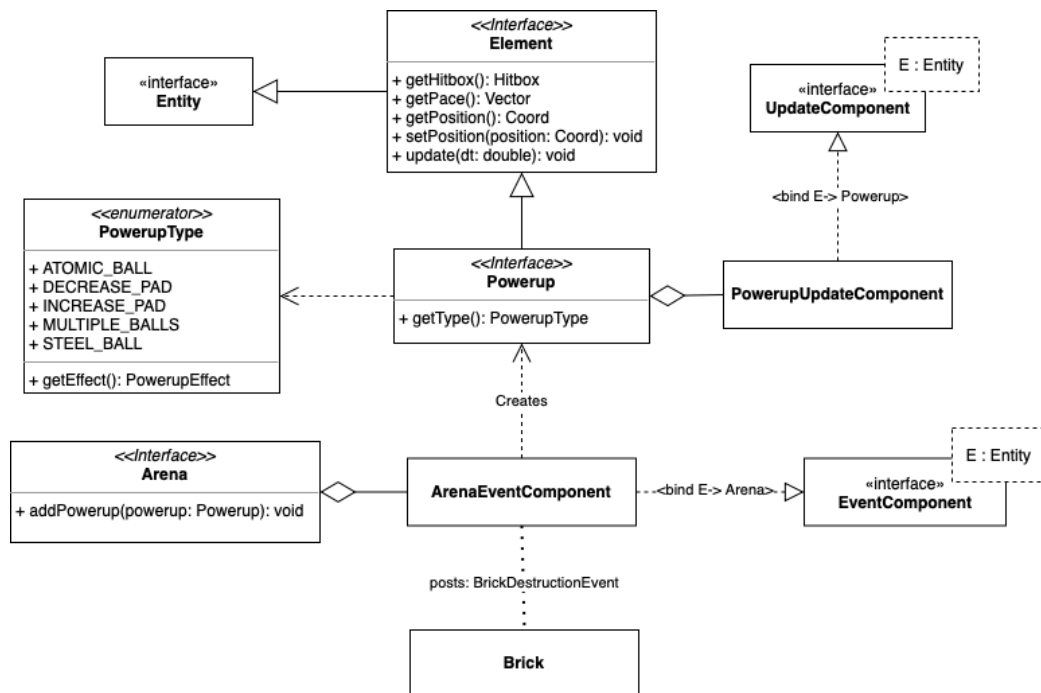 <<Interface>>
Element
+ getHitbox(): Hitbox
+ getPace(): Vector
+ getPosition(): Coord
+ setPosition(position: Coord): void
+ update(dt: double): void
«interface»
Entity
E : Entity
«interface»
UpdateComponent
<bind E-> Powerup>
<<enumerator>>
PowerupType
+ ATOMIC_BALL
+ DECREASE_PAD
+ INCREASE_PAD
+ MULTIPLE_BALLS
+ STEEL_BALL
+ getEffect(): PowerupEffect
<<Interface>>
Powerup
+ getType(): PowerupType
PowerupUpdateComponent
Creates
<<Interface>>
Arena
+ addPowerup(powerup: Powerup): void
ArenaEventComponent
<bind E-> Arena>
E : Entity
«interface»
EventComponent
posts: BrickDestructionEvent
Brick